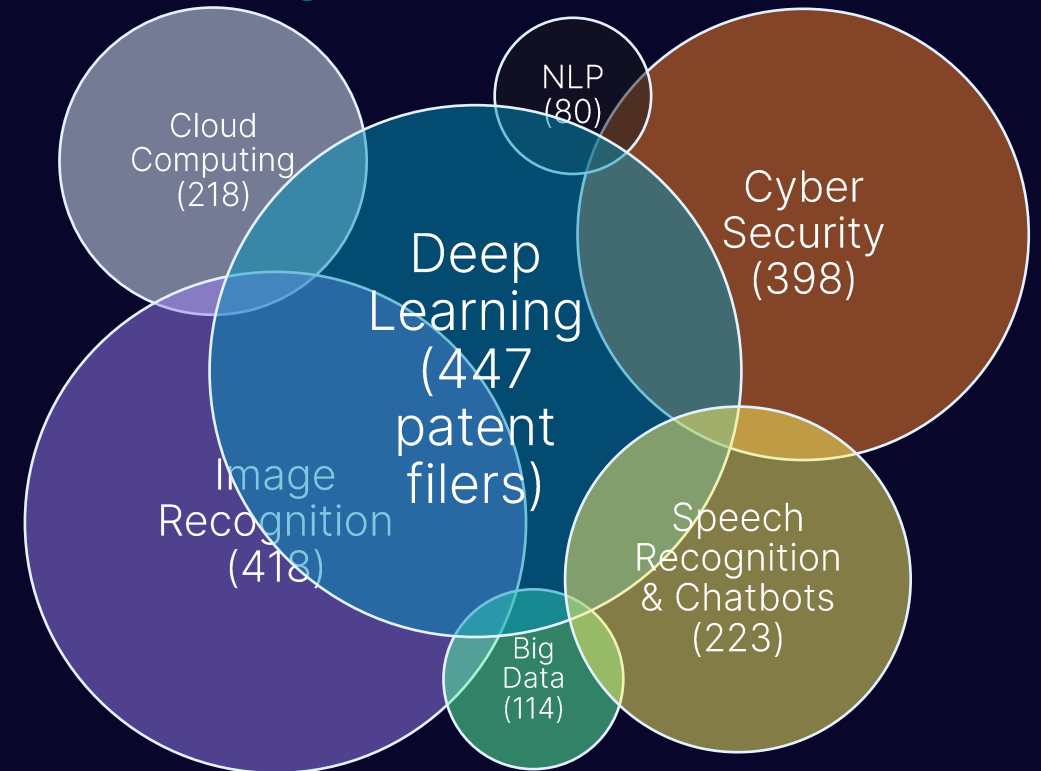 Cloud
Computing
(218)
NLP
(80)
Cyber
Security
(398)
Deep
Learning
(447
patent
filers)
Image
Recognition
(418)
Speech
Recognition
& Chatbots
(223)
Big
Data
(114)